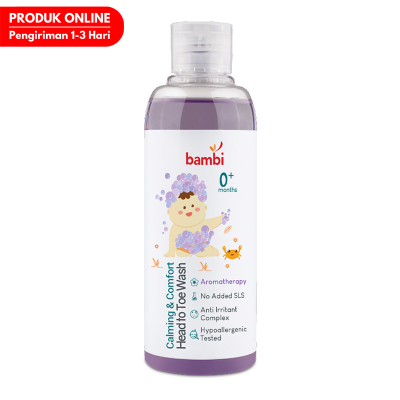 PRODUK ONLINE
Pengiriman 1-3 Hari
bambi
0+
months
Calming & Comfort
Head to Toe Wash
Aromatherapy
No Added SLS
Anti Irritant
Complex
Hypoallergenic
Tested